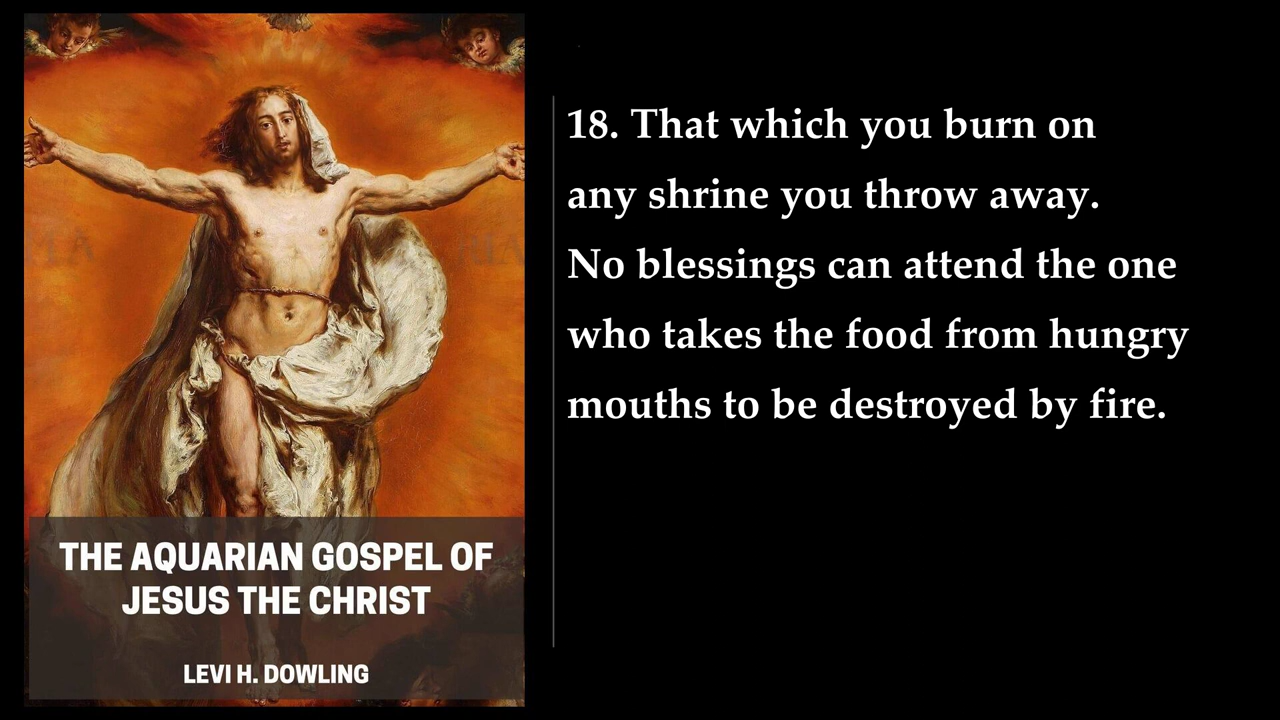 THE AQUARIAN GOSPEL OF
JESUS THE CHRIST
LEVI H. DOWLING
18. That which you burn on
any shrine you throw away.
No blessings can attend the one
who takes the food from hungry
mouths to be destroyed by fire.